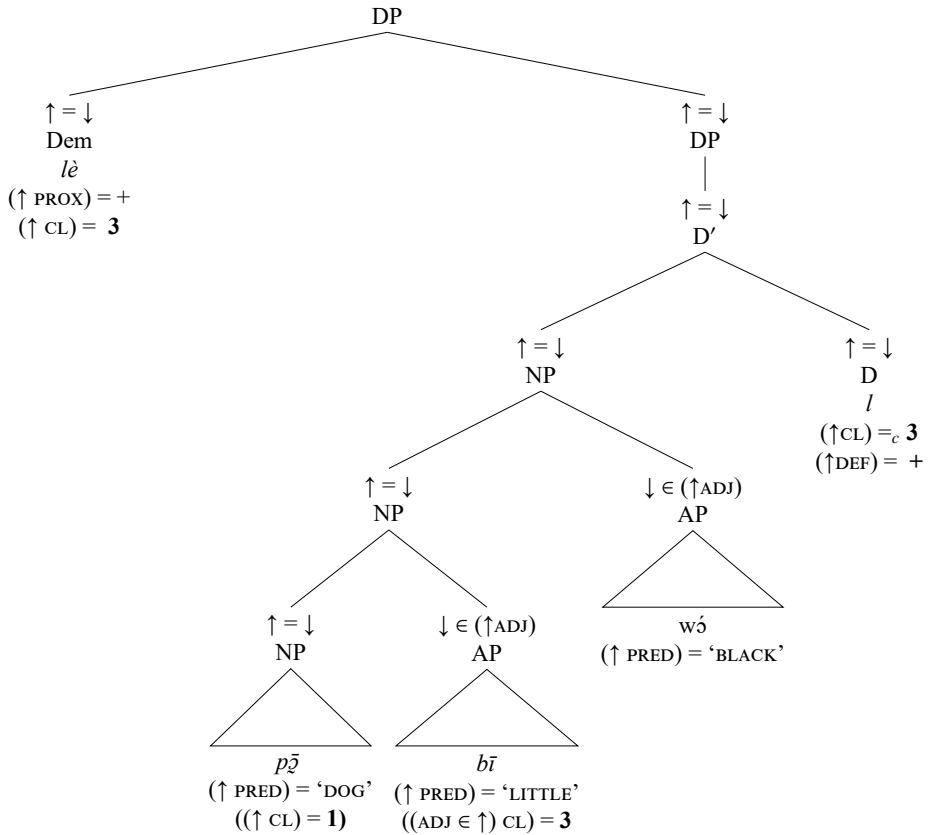 DP
↑ = ↓ ↑ = ↓
Dem DP
lè
(↑ PROX) = +
(↑ CL) = 3
↑ = ↓
D′
↑ = ↓ ↑ = ↓
NP D
l
(↑CL) =c 3
(↑DEF) = +
↑ = ↓ ↓ ∈ (↑ADJ)
NP AP
wɔ́
(↑ PRED) = ‘BLACK’
↑ = ↓ ↓ ∈ (↑ADJ)
NP AP
bī
(↑ PRED) = ‘DOG’ (↑ PRED) = ‘LITTLE’
((↑ CL) = 1) ((ADJ ∈ ↑) CL) = 3